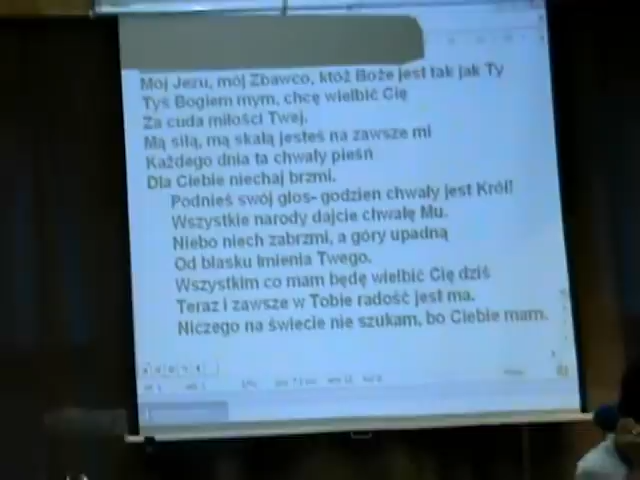 Mój Jezu, mój Zbawco, któż Boże jest tak jak Ty
Tyś Bogiem mym, chcę wielbić Cię
Za cuda miłości Twej.
Mą siłą, mą skałą jesteś na zawsze mi
Każdego dnia ta chwały pieśń
Dla Ciebie niechaj brzmi.
Podnieś swój głos- godzien chwały jest Król!
Wszystkie narody dajcie chwałę Mu.
Niebo niech zabrzmi, a góry upadną
Od blasku Imienia Twego.
Wszystkim co mam będę wielbić Cię dziś
Teraz i zawsze w Tobie radość jest ma.
Niczego na świecie nie szukam, bo Ciebie mam.